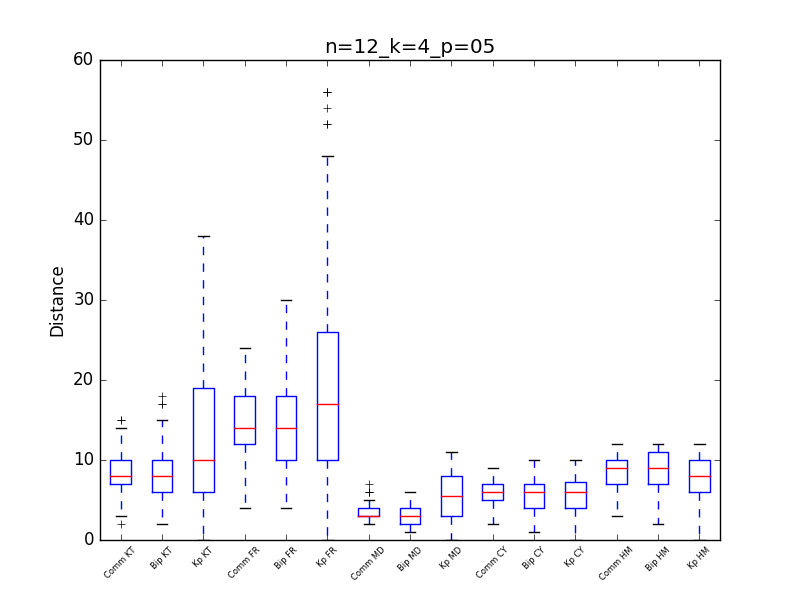 n=12_k=4_p=05
60
50
40
30
20
10
0
Distance
Comm KT
Bip KT
Kp KT
Comm FR
Bip FR
Kp FR
Comm MD
Bip MD
Kp MD
Comm CY
Bip CY
Kp CY
Comm HM
Bip HM
Kp HM